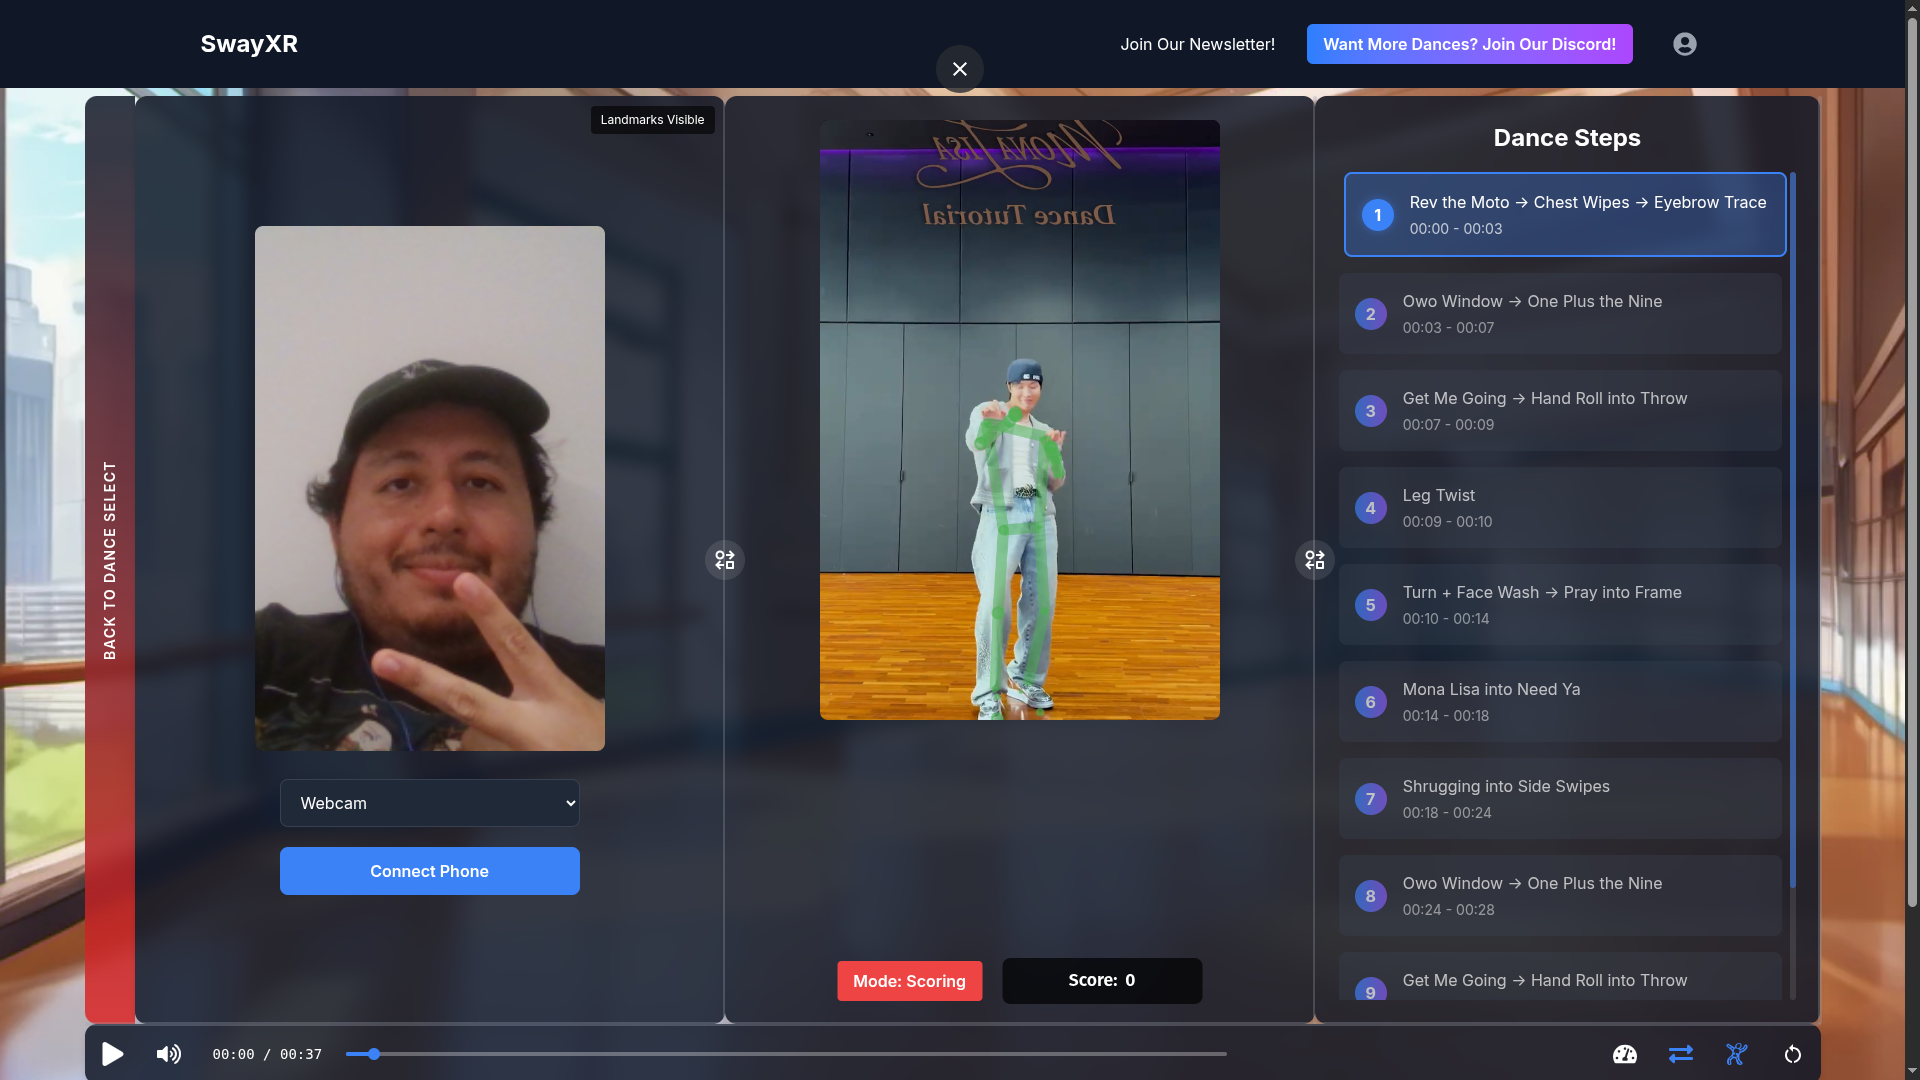 SwayXR
Join Our Newsletter!
Want More Dances? Join Our Discord!
BACK TO DANCE SELECT
Landmarks Visible
Webcam
Connect Phone
Mona Lisa
Dance Tutorial
Mode: Scoring
Score: 0
Dance Steps
1
Rev the Moto → Chest Wipes → Eyebrow Trace
00:00 - 00:03
2
Owo Window → One Plus the Nine
00:03 - 00:07
3
Get Me Going → Hand Roll into Throw
00:07 - 00:09
4
Leg Twist
00:09 - 00:10
5
Turn + Face Wash → Pray into Frame
00:10 - 00:14
6
Mona Lisa into Need Ya
00:14 - 00:18
7
Shrugging into Side Swipes
00:18 - 00:24
8
Owo Window → One Plus the Nine
00:24 - 00:28
9
Get Me Going → Hand Roll into Throw
00:00 / 00:37